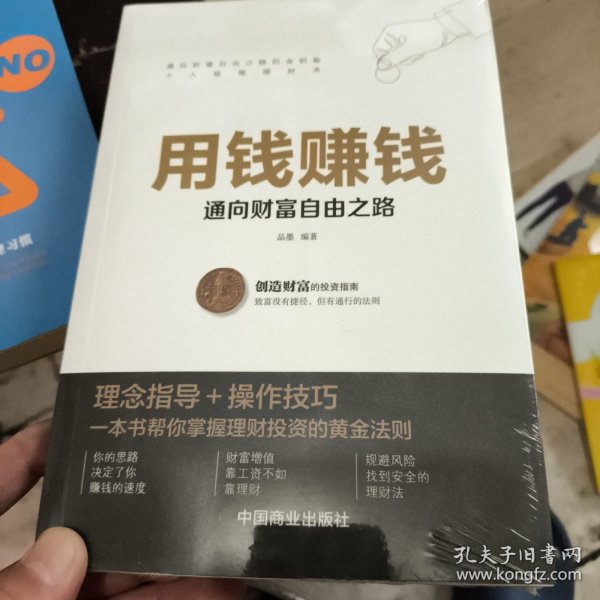 NO
通向财富自由之路的金钥匙
个人极简理财术
用钱赚钱
通向财富自由之路
品墨 编著
创造财富的投资指南
致富没有捷径，但有通行的法则
习惯
理念指导+操作技巧
一本书帮你掌握理财投资的黄金法则
你的思路
决定了你
赚钱的速度
财富增值
靠工资不如
靠理财
规避风险
找到安全的
理财法
中国商业出版社
孔夫子旧书网
www.kongfz.com